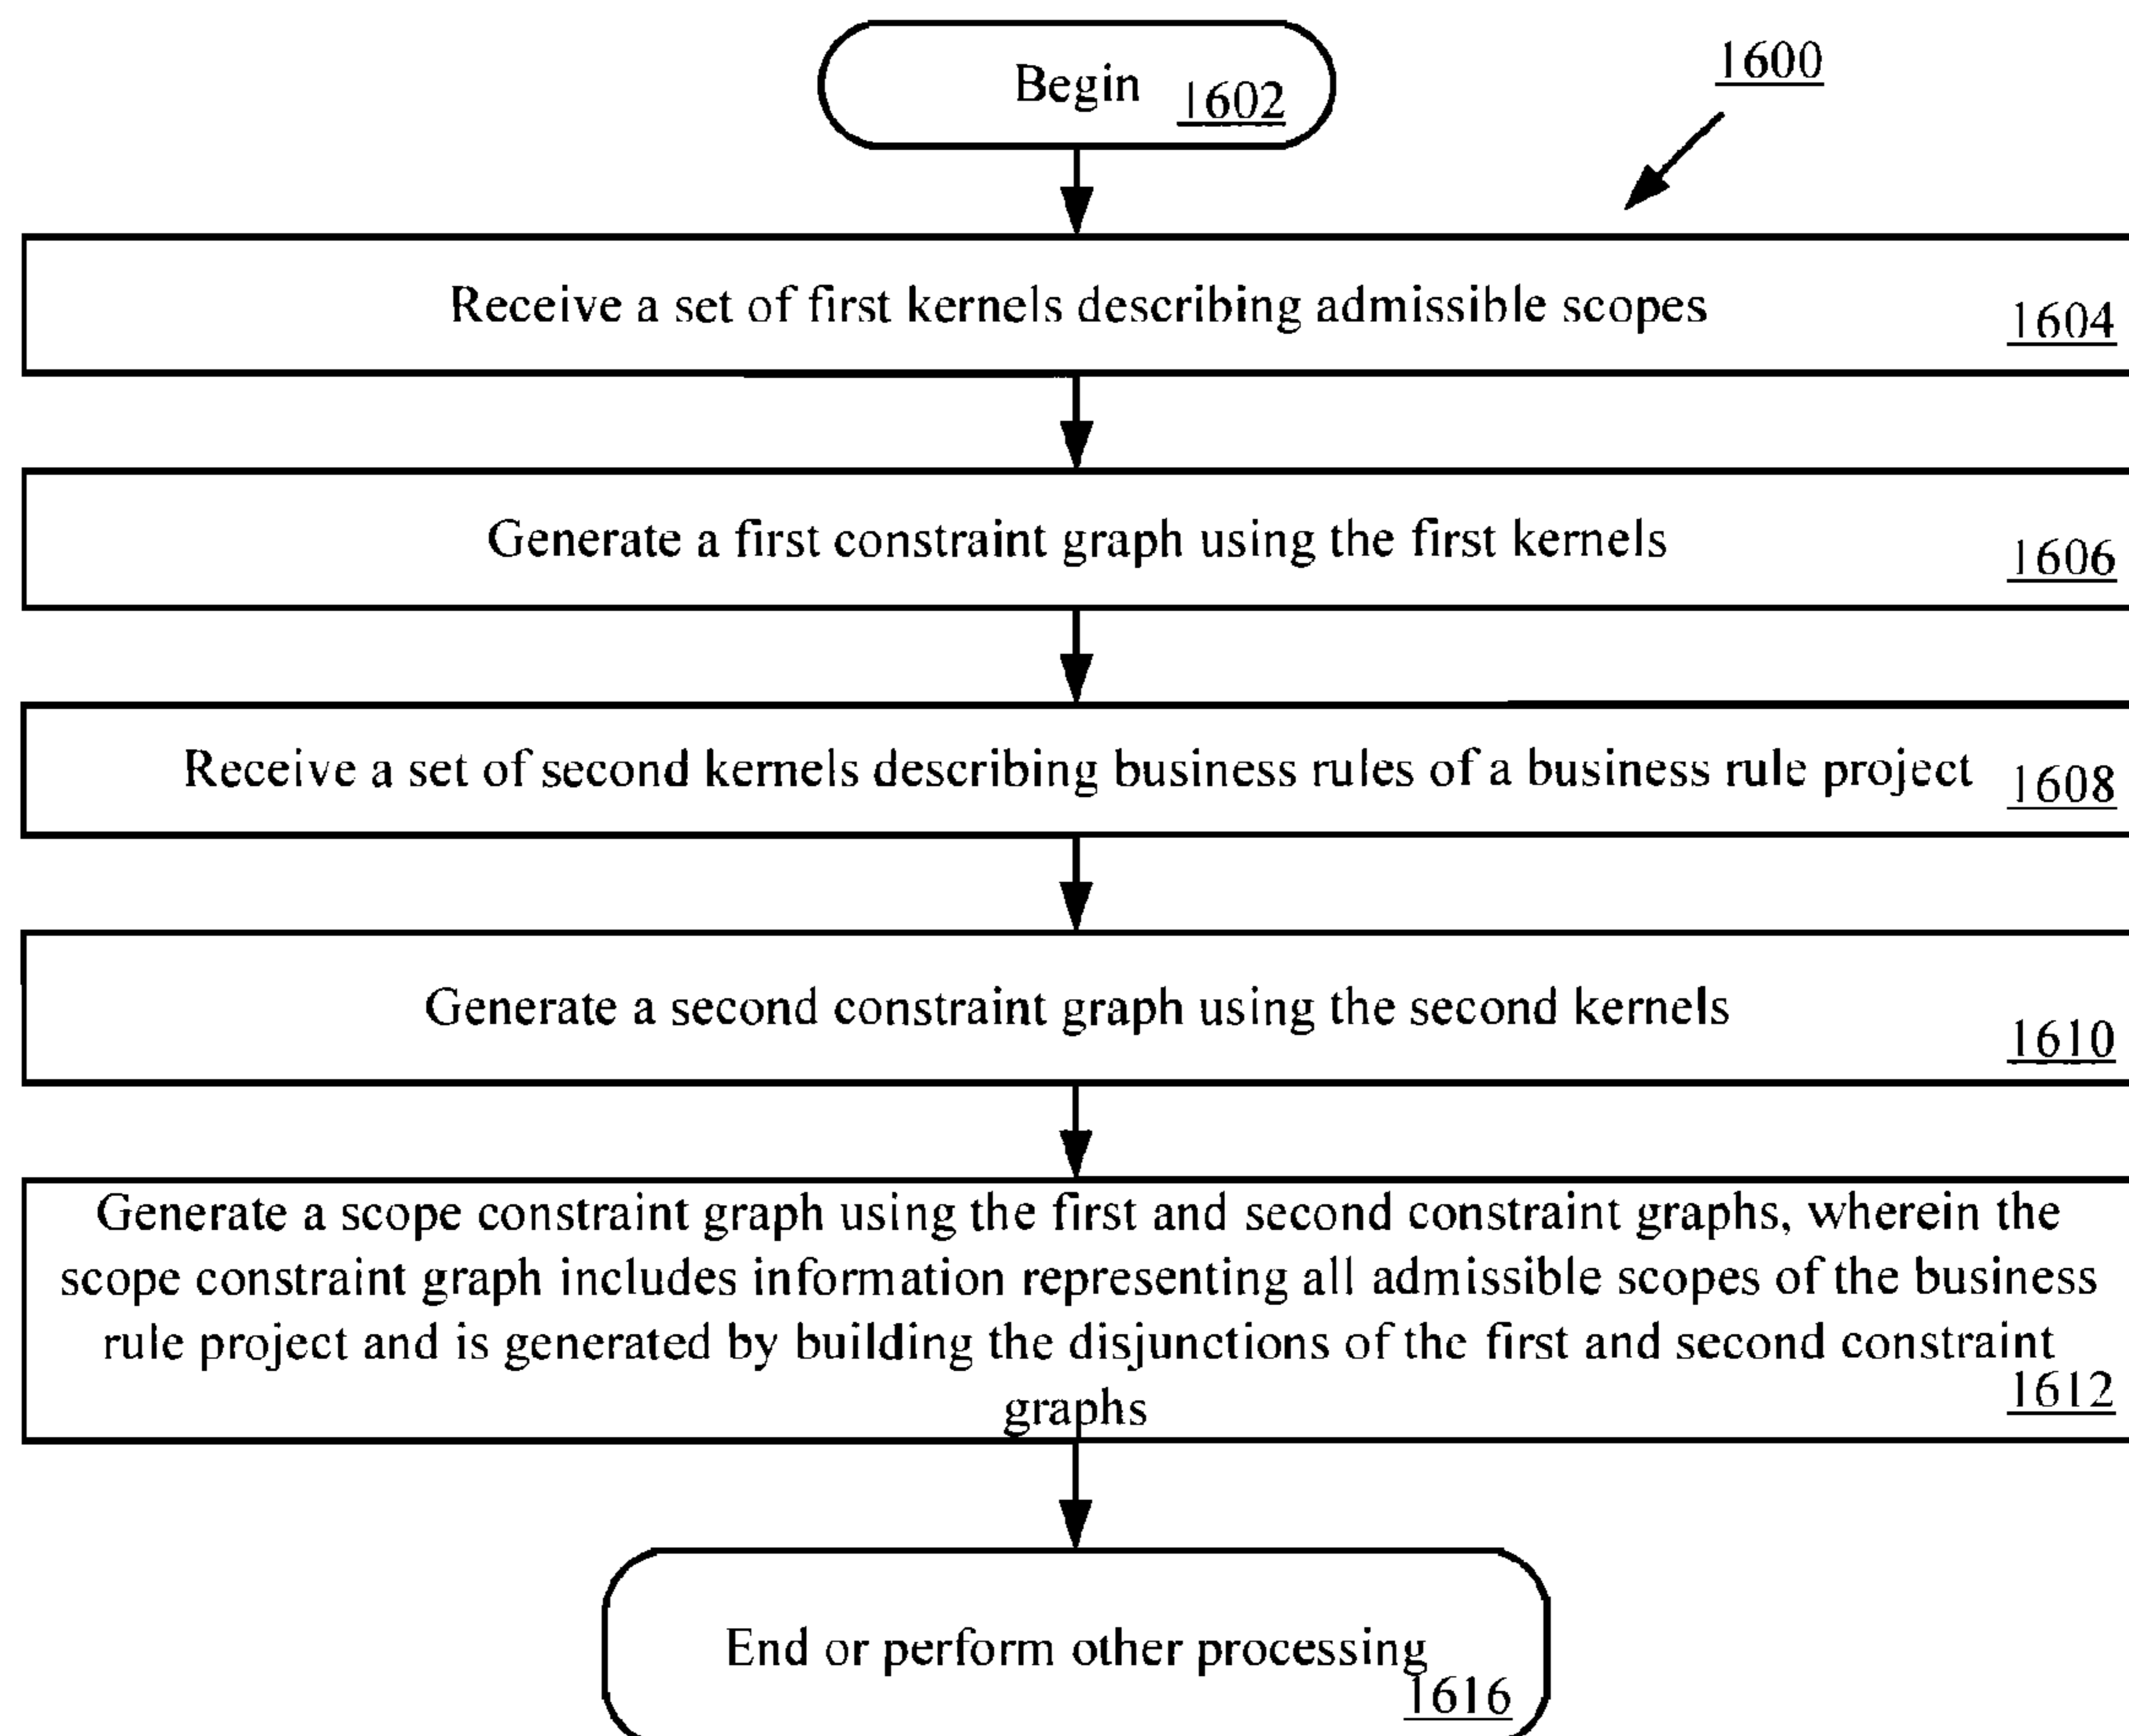 Begin 1602
1600
Receive a set of first kernels describing admissible scopes
1604
Generate a first constraint graph using the first kernels
1606
Receive a set of second kernels describing business rules of a business rule project 1608
Generate a second constraint graph using the second kernels
1610
Generate a scope constraint graph using the first and second constraint graphs, wherein the
scope constraint graph includes information representing all admissible scopes of the business
rule project and is generated by building the disjunctions of the first and second constraint
graphs
1612
End or perform other processing
1616